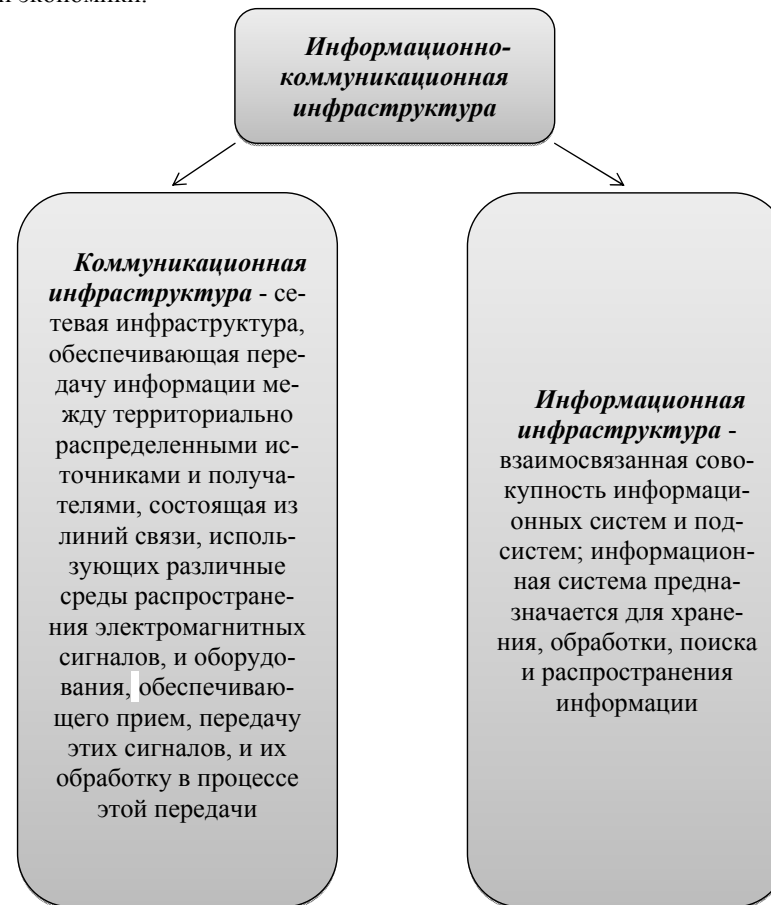 экономики.
Информационно-
коммуникационная
инфраструктура
Коммуникационная
инфраструктура - се-
тевая инфраструктура,
обеспечивающая пере-
дачу информации ме-
жду территориально
распределенными ис-
точниками и получа-
телями, состоящая из
линий связи, исполь-
зующих различные
среды распростране-
ния электромагнитных
сигналов, и оборудо-
вания, обеспечиваю-
щего прием, передачу
этих сигналов, и их
обработку в процессе
этой передачи
Информационная
инфраструктура -
взаимосвязанная сово-
купность информаци-
онных систем и под-
систем; информацион-
ная система предна-
значается для хране-
ния, обработки, поиска
и распространения
информации